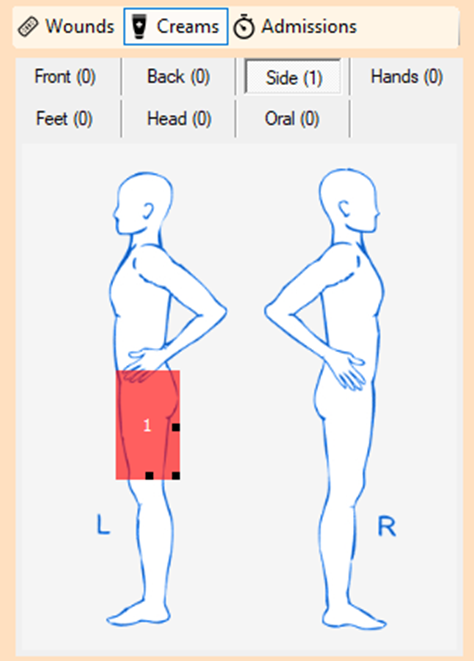 Wounds Creams Admissions
Front (0) Back (0) Side (1) Hands (0)
Feet (0) Head (0) Oral (0)
1
L R